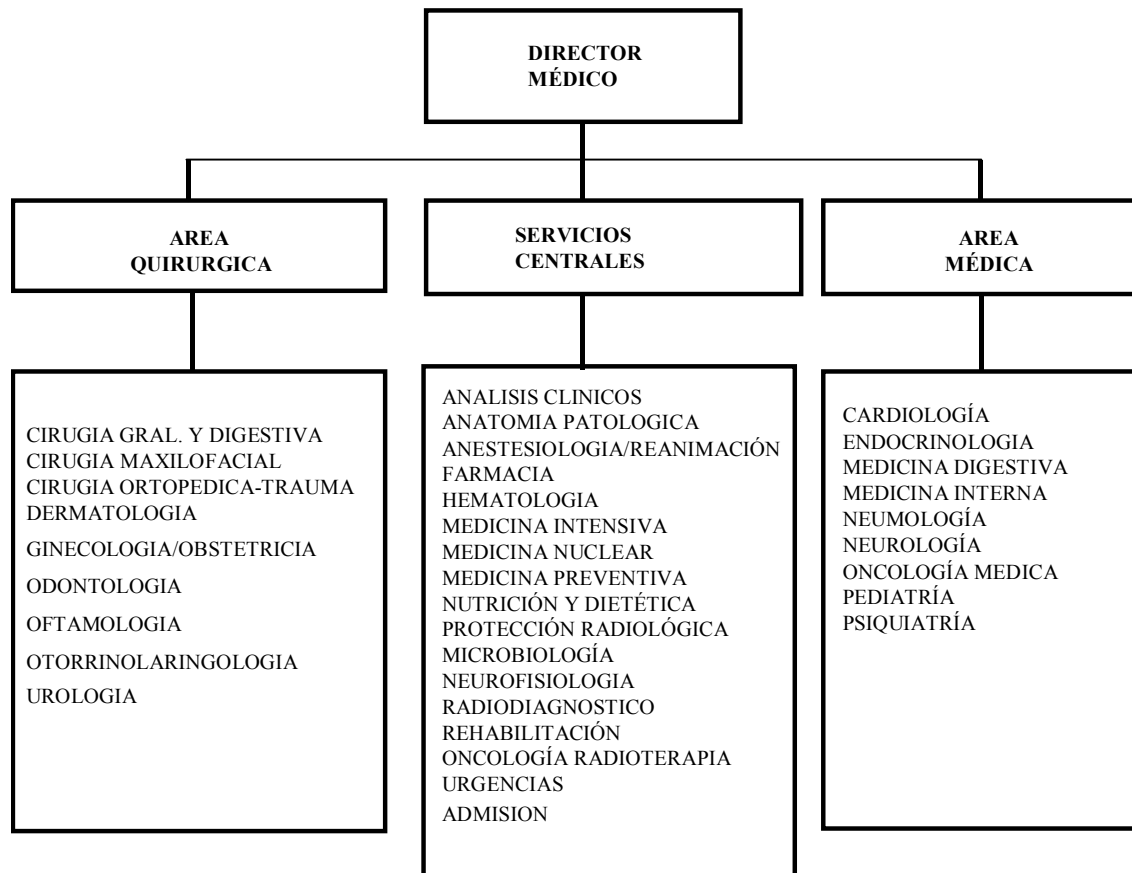 DIRECTOR
MÉDICO
AREA
QUIRURGICA
SERVICIOS
CENTRALES
AREA
MÉDICA
CIRUGIA GRAL. Y DIGESTIVA
CIRUGIA MAXILOFACIAL
CIRUGIA ORTOPEDICA-TRAUMA
DERMATOLOGIA
GINECOLOGIA/OBSTETRICIA
ODONTOLOGIA
OFTAMOLOGIA
OTORRINOLARINGOLOGIA
UROLOGIA
ANALISIS CLINICOS
ANATOMIA PATOLOGICA
ANESTESIOLOGIA/REANIMACIÓN
FARMACIA
HEMATOLOGIA
MEDICINA INTENSIVA
MEDICINA NUCLEAR
MEDICINA PREVENTIVA
NUTRICIÓN Y DIETÉTICA
PROTECCIÓN RADIOLÓGICA
MICROBIOLOGÍA
NEUROFISIOLOGIA
RADIODIAGNOSTICO
REHABILITACIÓN
ONCOLOGÍA RADIOTERAPIA
URGENCIAS
ADMISION
CARDIOLOGÍA
ENDOCRINOLOGIA
MEDICINA DIGESTIVA
MEDICINA INTERNA
NEUMOLOGÍA
NEUROLOGÍA
ONCOLOGÍA MEDICA
PEDIATRÍA
PSIQUIATRÍA